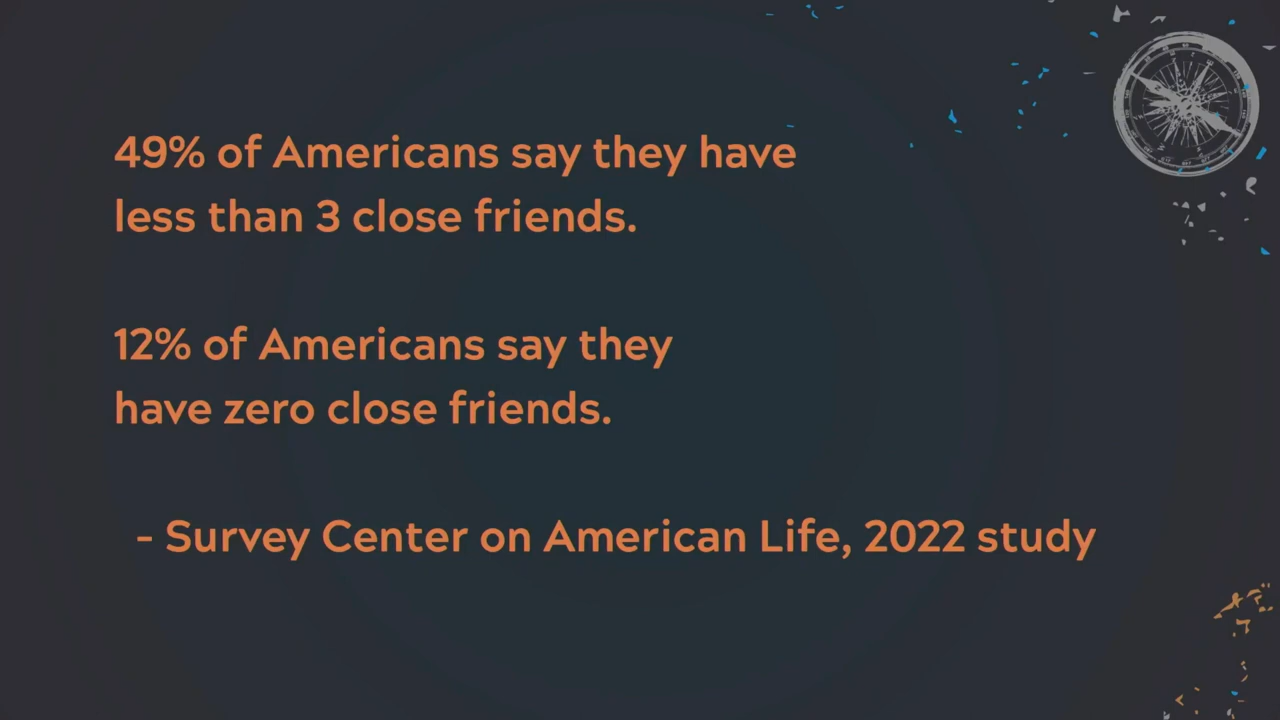 49% of Americans say they have
less than 3 close friends.
12% of Americans say they
have zero close friends.
- Survey Center on American Life, 2022 study